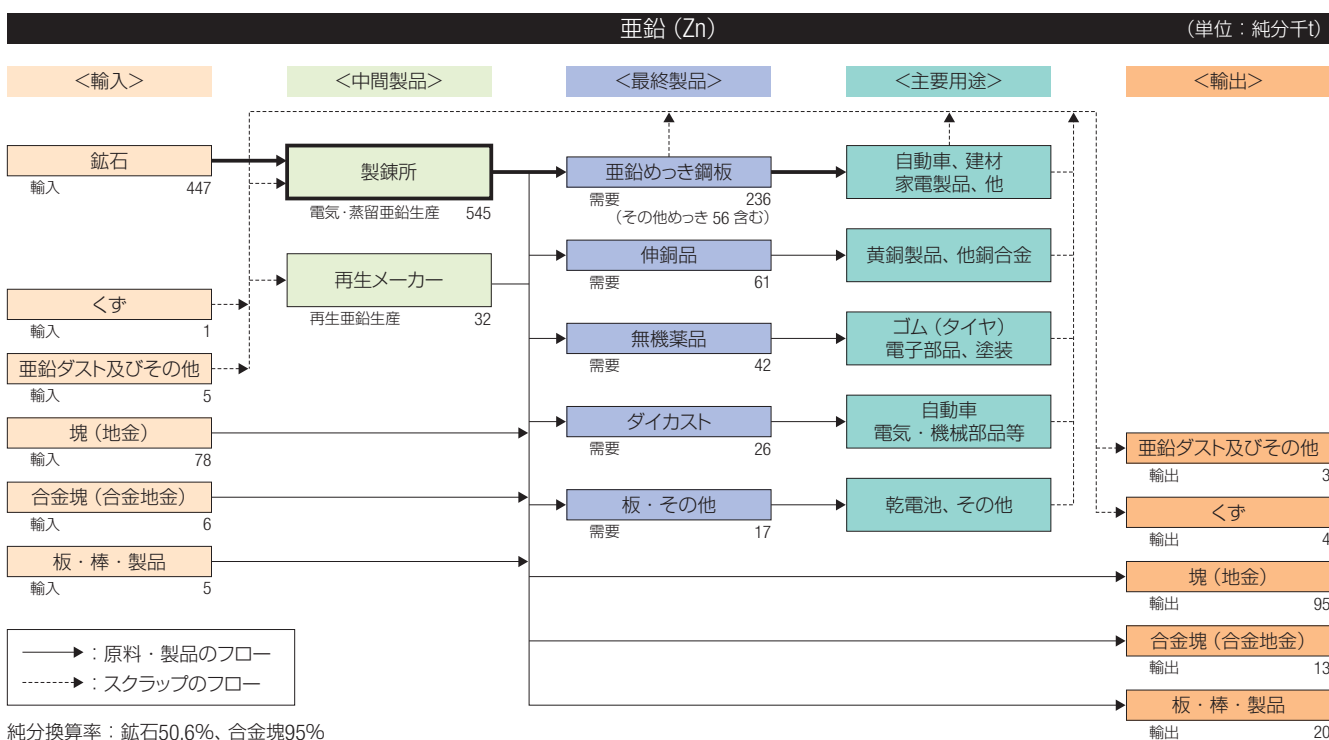 亜鉛(Zn)
(単位:純分千t)
<輸入>
<中間製品>
<最終製品>
<主要用途>
<輸出>
鉱石
輸入 447
くず
輸入 1
亜鉛ダスト及びその他
輸入 5
塊(地金)
輸入 78
合金塊(合金地金)
輸入 6
板・棒・製品
輸入 5
製錬所
電気・蒸留亜鉛生産 545
再生メーカー
再生亜鉛生産 32
亜鉛めっき鋼板
需要 236
(その他めっき 56 含む)
伸銅品
需要 61
無機薬品
需要 42
ダイカスト
需要 26
板・その他
需要 17
自動車、建材
家電製品、他
黄銅製品、他銅合金
ゴム(タイヤ)
電子部品、塗装
自動車
電気・機械部品等
乾電池、その他
亜鉛ダスト及びその他
輸出 3
くず
輸出 4
塊(地金)
輸出 95
合金塊(合金地金)
輸出 13
板・棒・製品
輸出 20
:原料・製品のフロー
:スクラップのフロー
純分換算率:鉱石50.6%、合金塊95%